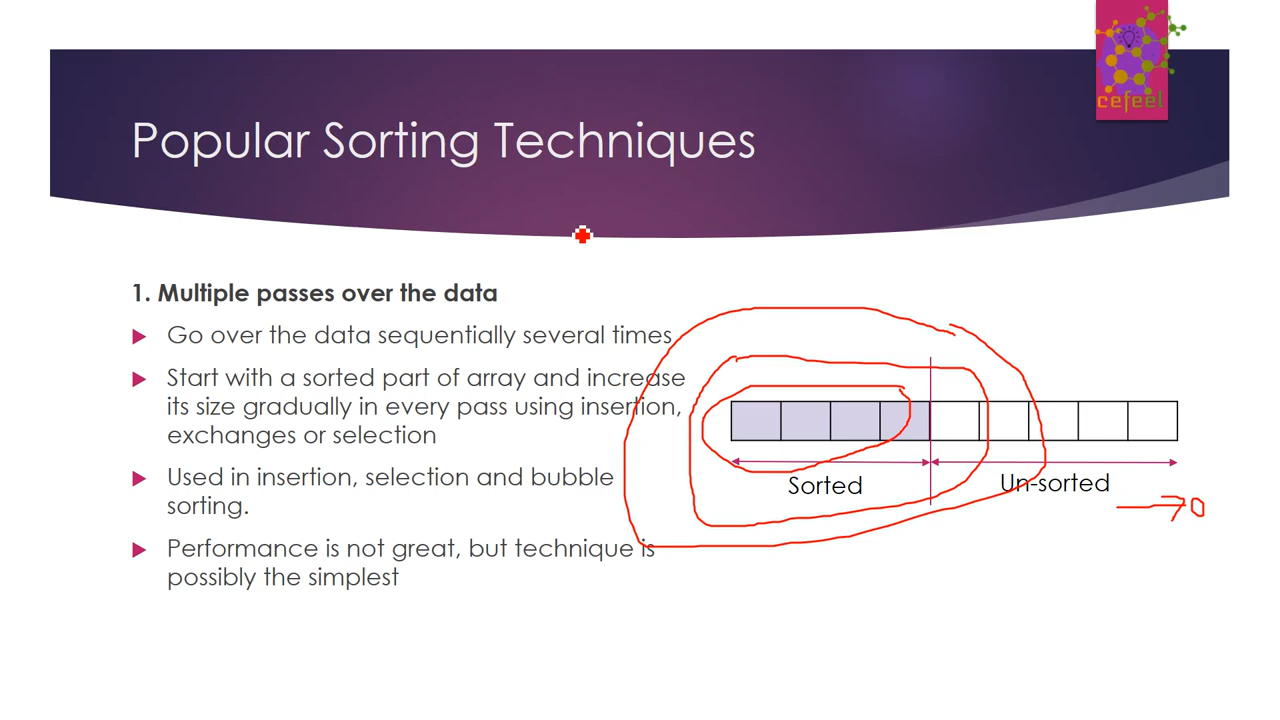 cefeel
Popular Sorting Techniques
1. Multiple passes over the data
Go over the data sequentially several times
Start with a sorted part of array and increase
its size gradually in every pass using insertion,
exchanges or selection
Used in insertion, selection and bubble
sorting.
Performance is not great, but technique is
possibly the simplest
Sorted
Un-sorted
→0